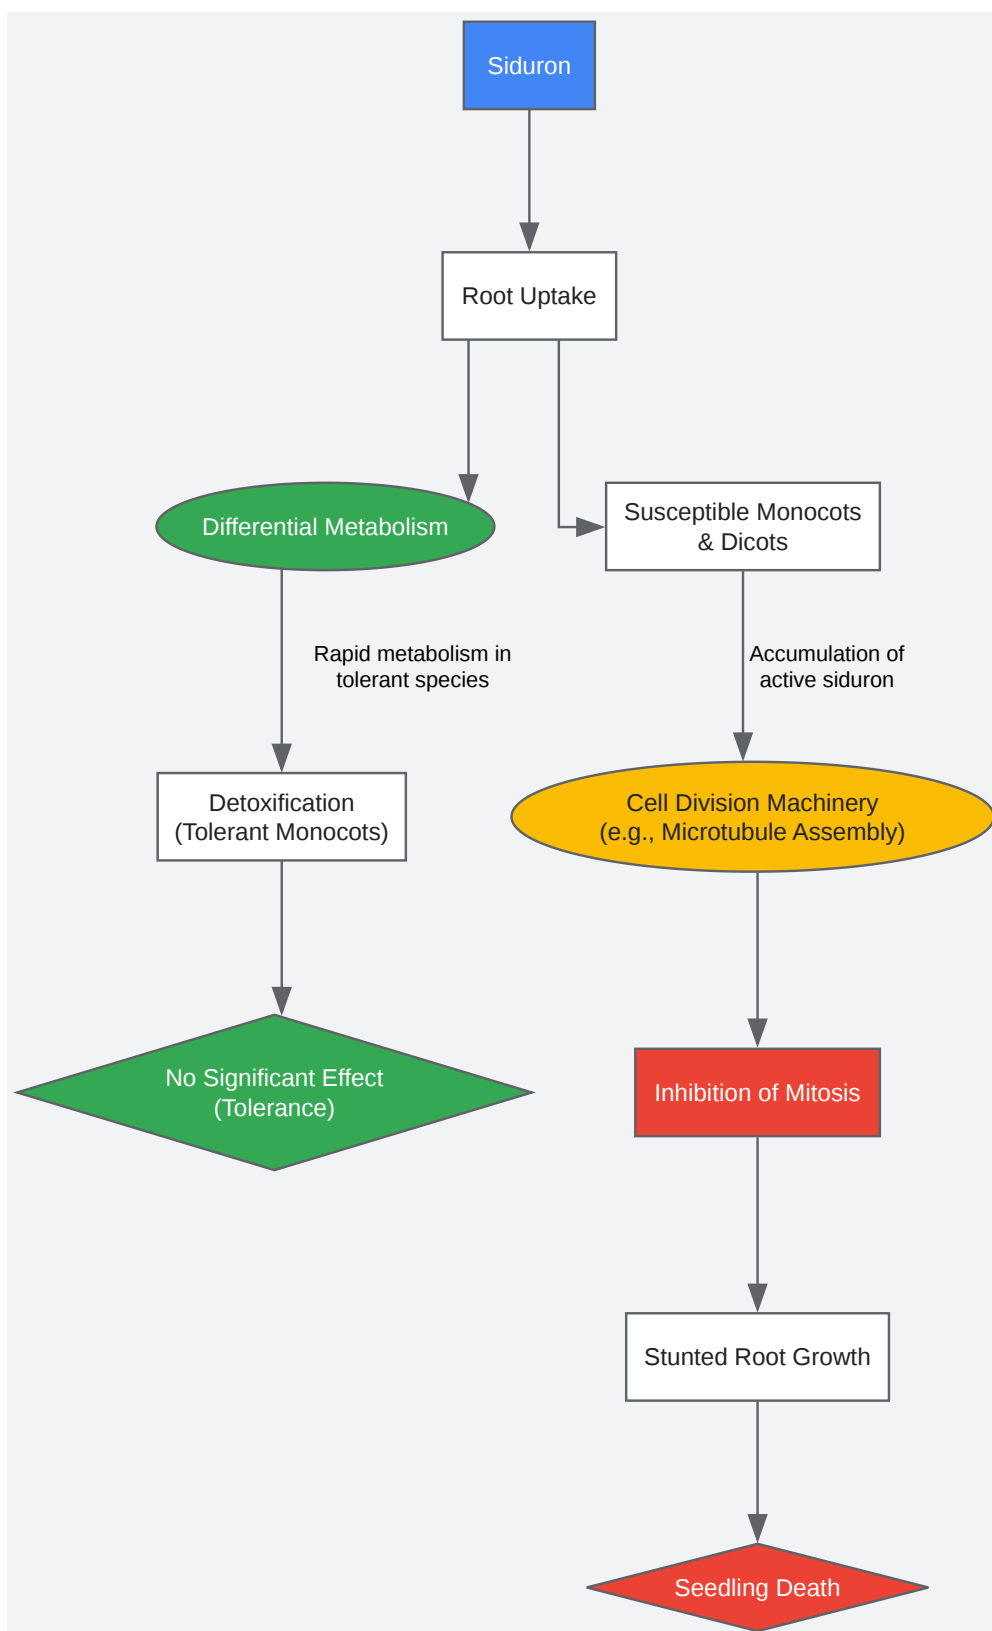 Siduron
Root Uptake
Differential Metabolism
Susceptible Monocots
& Dicots
Rapid metabolism in
tolerant species
Accumulation of
active siduron
Detoxification
(Tolerant Monocots)
Cell Division Machinery
(e.g., Microtubule Assembly)
No Significant Effect
(Tolerance)
Inhibition of Mitosis
Stunted Root Growth
Seedling Death